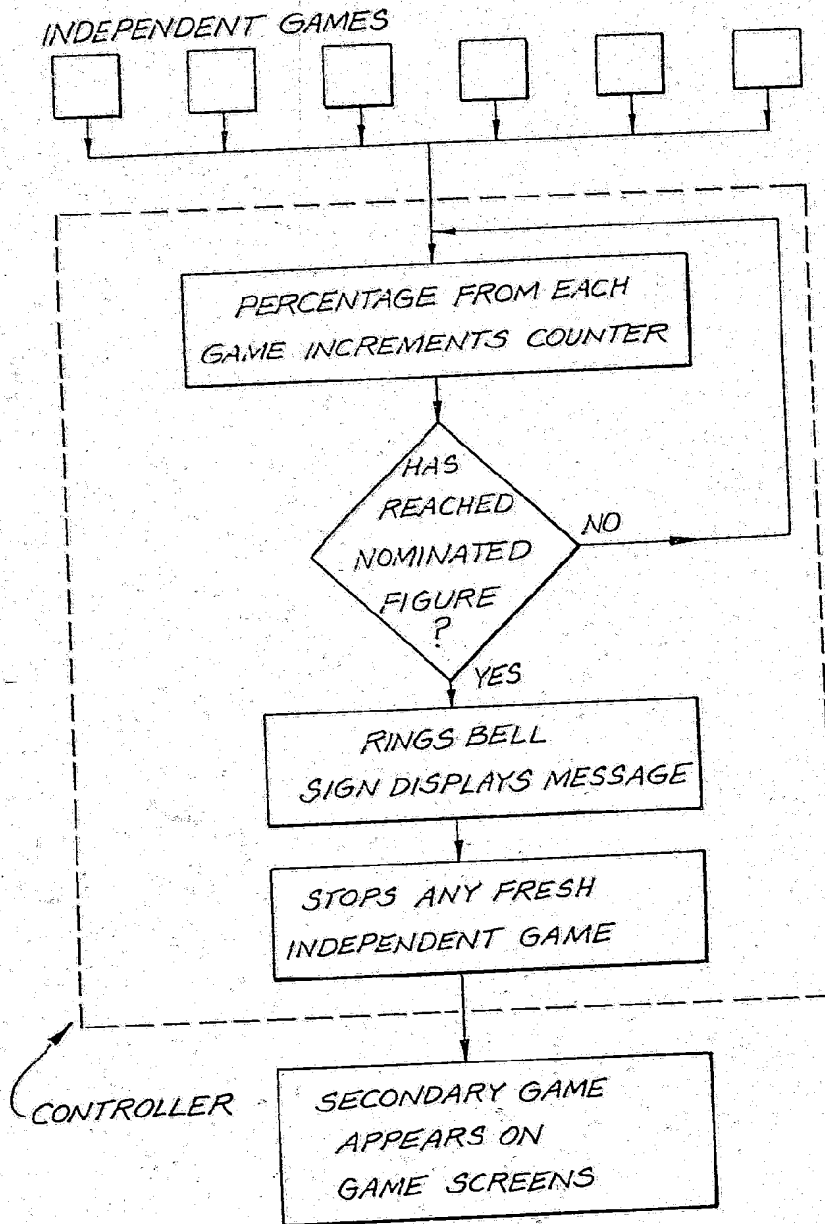 INDEPENDENT GAMES
PERCENTAGE FROM EACH
GAME INCREMENTS COUNTER
HAS
REACHED
NOMINATED
FIGURE
?
NO
YES
RINGS BELL
SIGN DISPLAYS MESSAGE
STOPS ANY FRESH
INDEPENDENT GAME
CONTROLLER
SECONDARY GAME
APPEARS ON
GAME SCREENS